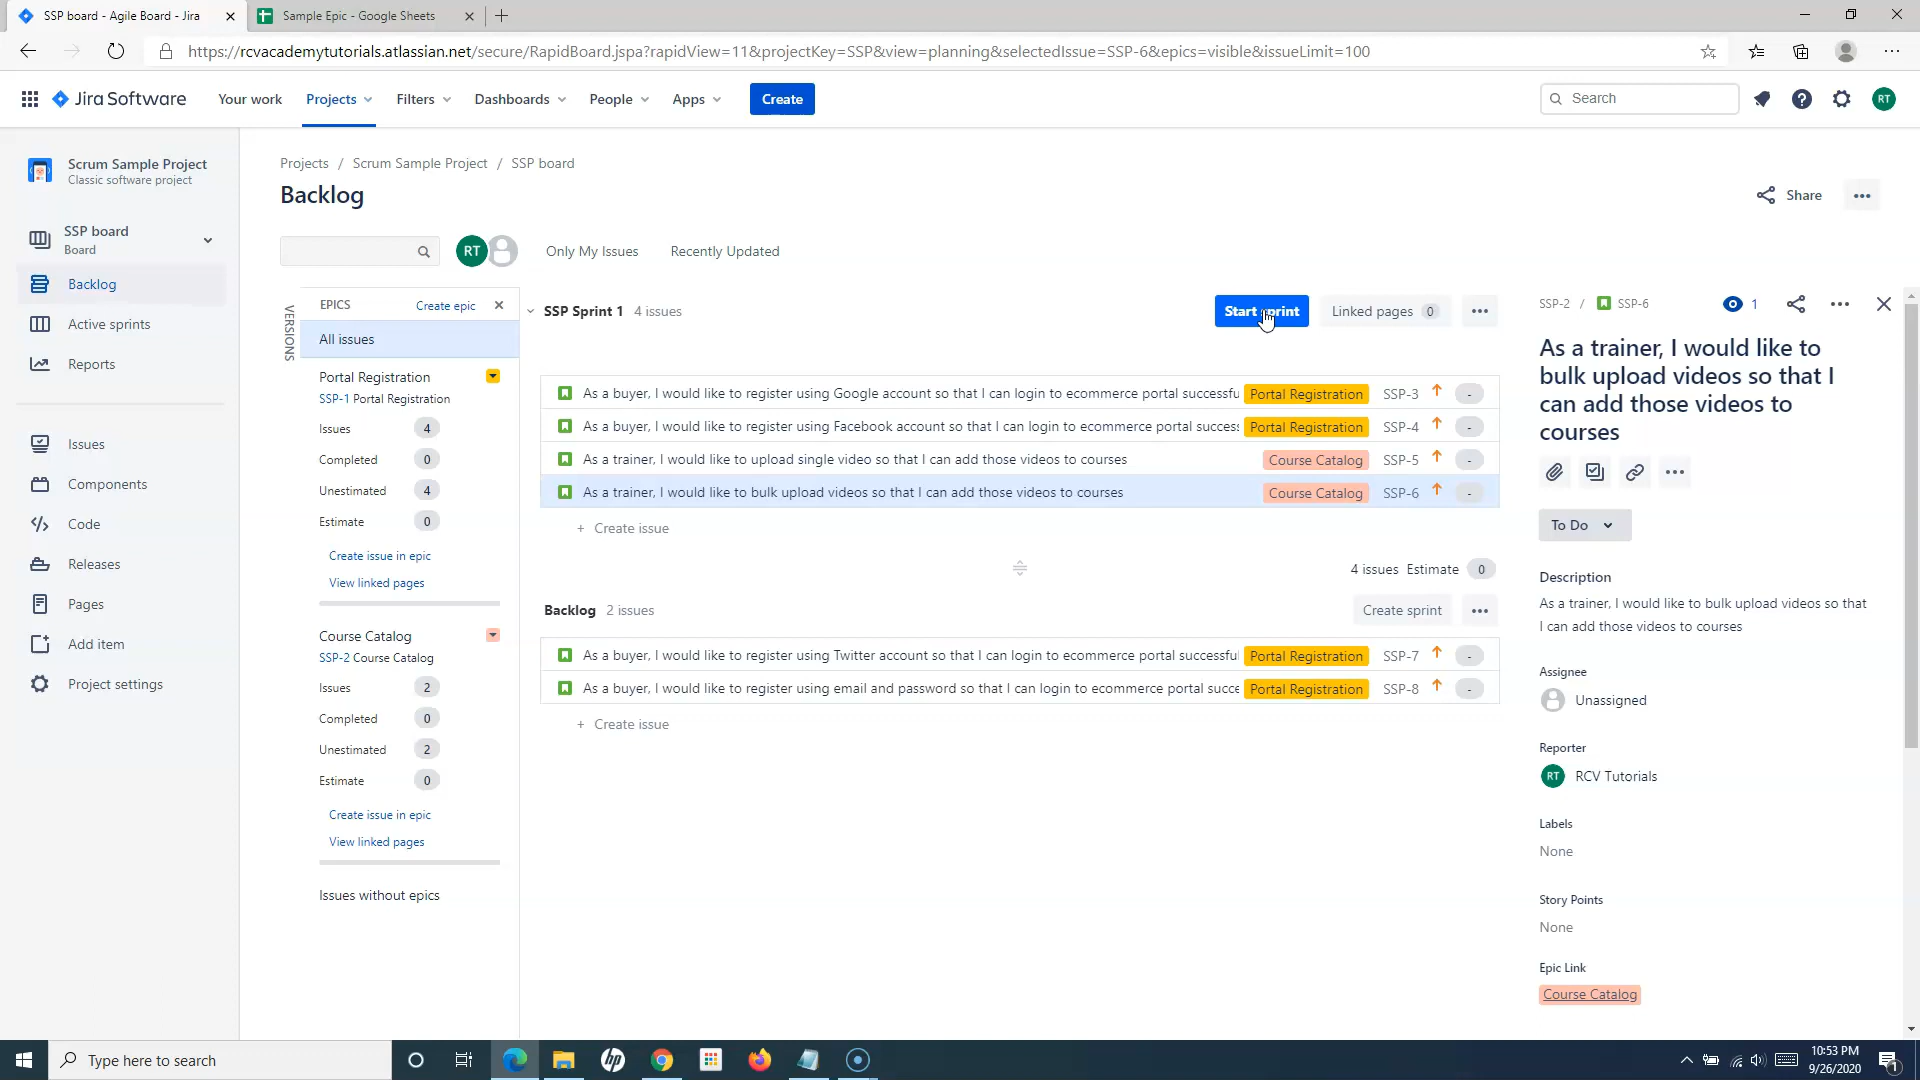 SSP board - Agile Board - Jira
Sample Epic - Google Sheets
https://rcvacademytutorials.atlassian.net/secure/RapidBoard.jspa?rapidView=11&projectKey=SSP&view=planning&selectedIssue=SSP-6&epics=visible&issueLimit=100
Jira Software
Your work
Projects
Filters
Dashboards
People
Apps
Create
Search
RT
Scrum Sample Project
Classic software project
SSP board
Board
Backlog
Active sprints
Reports
Issues
Components
Code
Releases
Pages
Add item
Project settings
Projects / Scrum Sample Project / SSP board
Backlog
Share
RT
Only My Issues
Recently Updated
VERSIONS
EPICS
Create epic
All issues
Portal Registration
SSP-1 Portal Registration
Issues 4
Completed 0
Unestimated 4
Estimate 0
Create issue in epic
View linked pages
Course Catalog
SSP-2 Course Catalog
Issues 2
Completed 0
Unestimated 2
Estimate 0
Create issue in epic
View linked pages
Issues without epics
SSP Sprint 1 4 issues
Start sprint
Linked pages 0
As a buyer, I would like to register using Google account so that I can login to ecommerce portal successfu Portal Registration SSP-3 -
As a buyer, I would like to register using Facebook account so that I can login to ecommerce portal success Portal Registration SSP-4 -
As a trainer, I would like to upload single video so that I can add those videos to courses Course Catalog SSP-5 -
As a trainer, I would like to bulk upload videos so that I can add those videos to courses Course Catalog SSP-6 -
+ Create issue
4 issues Estimate 0
Backlog 2 issues
Create sprint
As a buyer, I would like to register using Twitter account so that I can login to ecommerce portal successfu Portal Registration SSP-7 -
As a buyer, I would like to register using email and password so that I can login to ecommerce portal succe Portal Registration SSP-8 -
+ Create issue
SSP-2 / SSP-6
1
As a trainer, I would like to
bulk upload videos so that I
can add those videos to
courses
To Do
Description
As a trainer, I would like to bulk upload videos so that
I can add those videos to courses
Assignee
Unassigned
Reporter
RT RCV Tutorials
Labels
None
Story Points
None
Epic Link
Course Catalog
Type here to search
hp
10:53 PM
9/26/2020
1